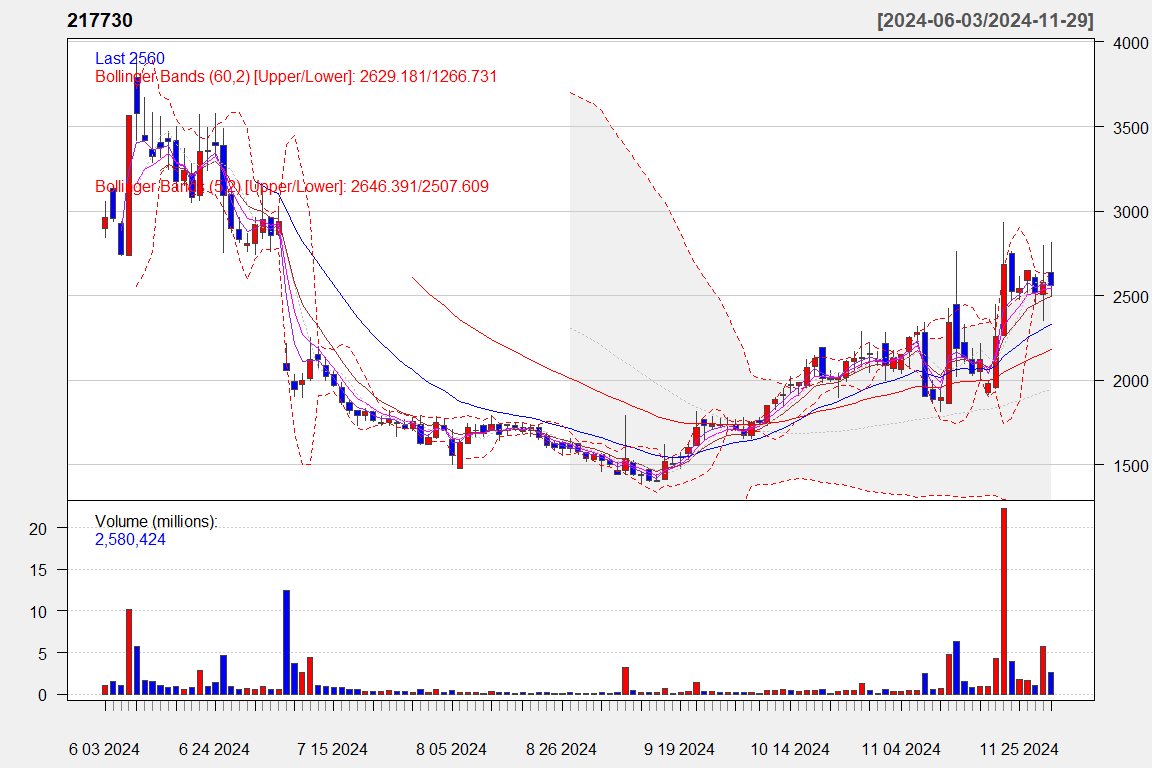 217730 [2024-06-03/2024-11-29]
Last 2560
Bollinger Bands (60,2) [Upper/Lower]: 2629.181/1266.731
Bollinger Bands (5,2) [Upper/Lower]: 2646.391/2507.609
4000
3500
3000
2500
2000
1500
Volume (millions):
2,580,424
20
15
10
5
0
6 03 2024 6 24 2024 7 15 2024 8 05 2024 8 26 2024 9 19 2024 10 14 2024 11 04 2024 11 25 2024